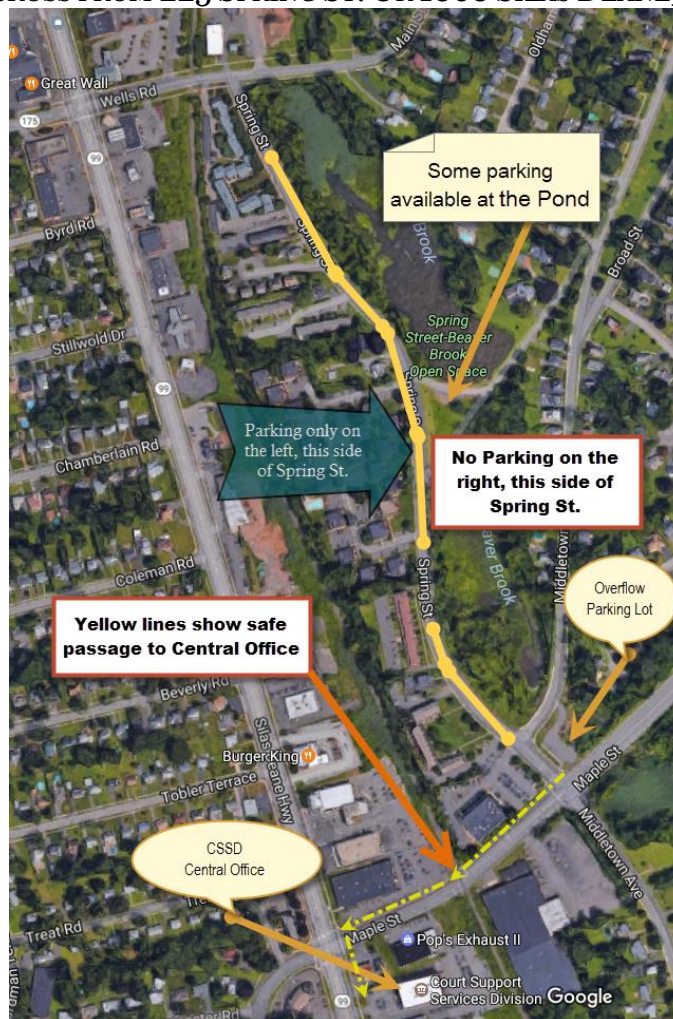 Main St
Oldham
Great Wall
Wells Rd
175
99
Spring St
Some parking
available at the Pond
Byrd Rd
Brook
Broad St
Stillwold Dr
Spring
Street-Beaver
Brook
Open Space
99
Parking only on
the left, this side
of Spring St.
Chamberlain Rd
No Parking on the
right, this side of
Spring St.
Coleman Rd
Spring St
Middletown
Overflow
Parking Lot
Yellow lines show safe
passage to Central Office
Beverly Rd
Silas Deane Hwy
Burger King
Tobler Terrace
Maple St
Middletown Ave
CSSD
Central Office
Treat Rd
Maple St
Pop's Exhaust II
Court Support
Services Division
Google
99